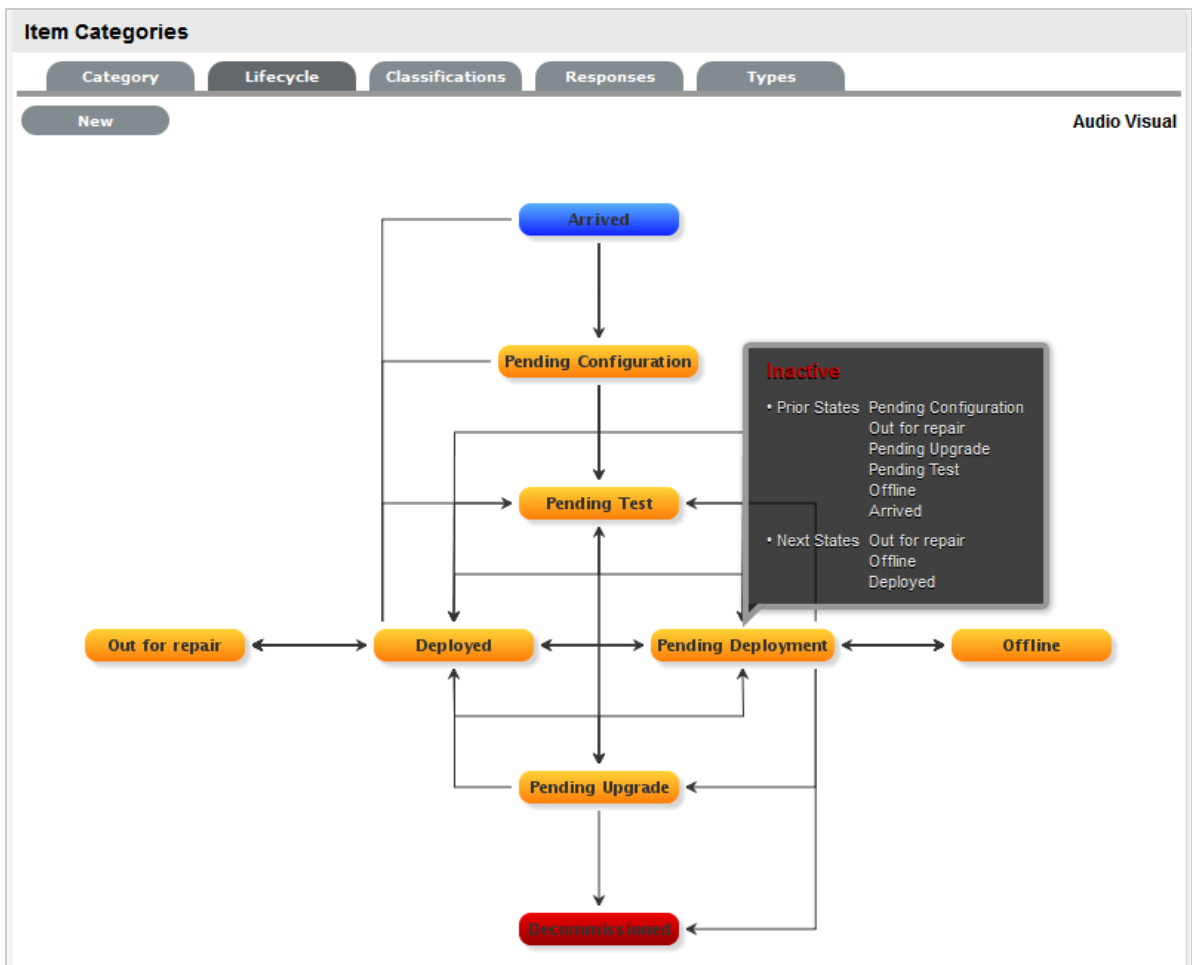 Item Categories
Category Lifecycle Classifications Responses Types
New Audio Visual
Arrived
Pending Configuration
Inactive
• Prior States Pending Configuration
Out for repair
Pending Upgrade
Pending Test
Offline
Arrived
• Next States Out for repair
Offline
Deployed
Pending Test
Out for repair Deployed Pending Deployment Offline
Pending Upgrade
Decommissioned